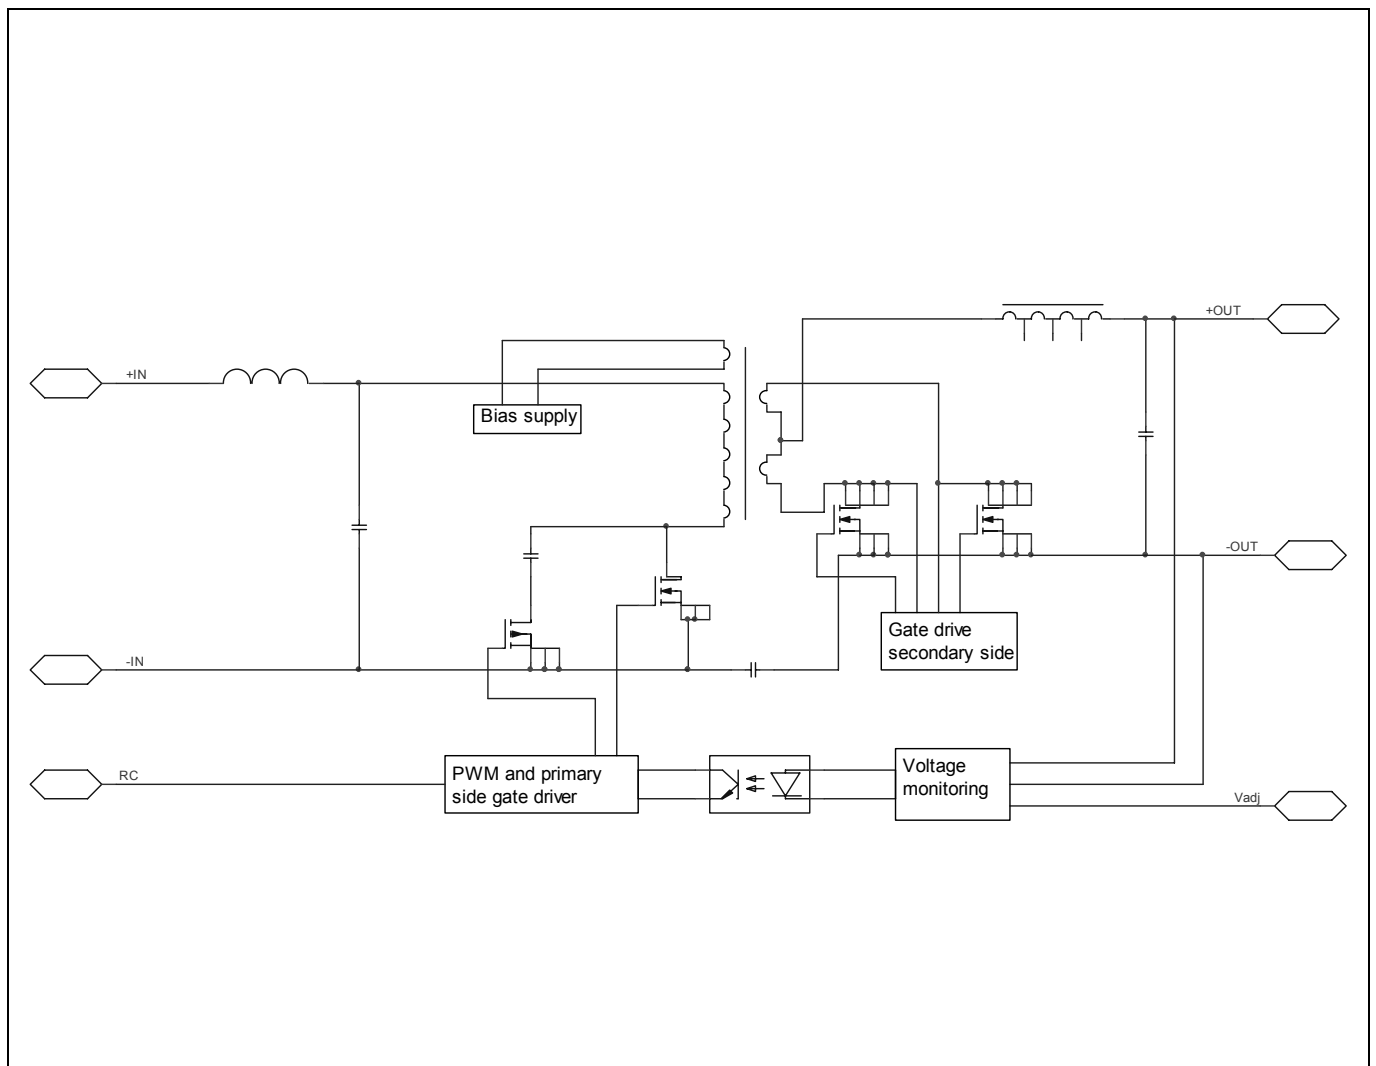 +OUT
+IN
Bias supply
-OUT
Gate drive
secondary side
-IN
RC
PWM and primary
side gate driver
Voltage
monitoring
Vadj